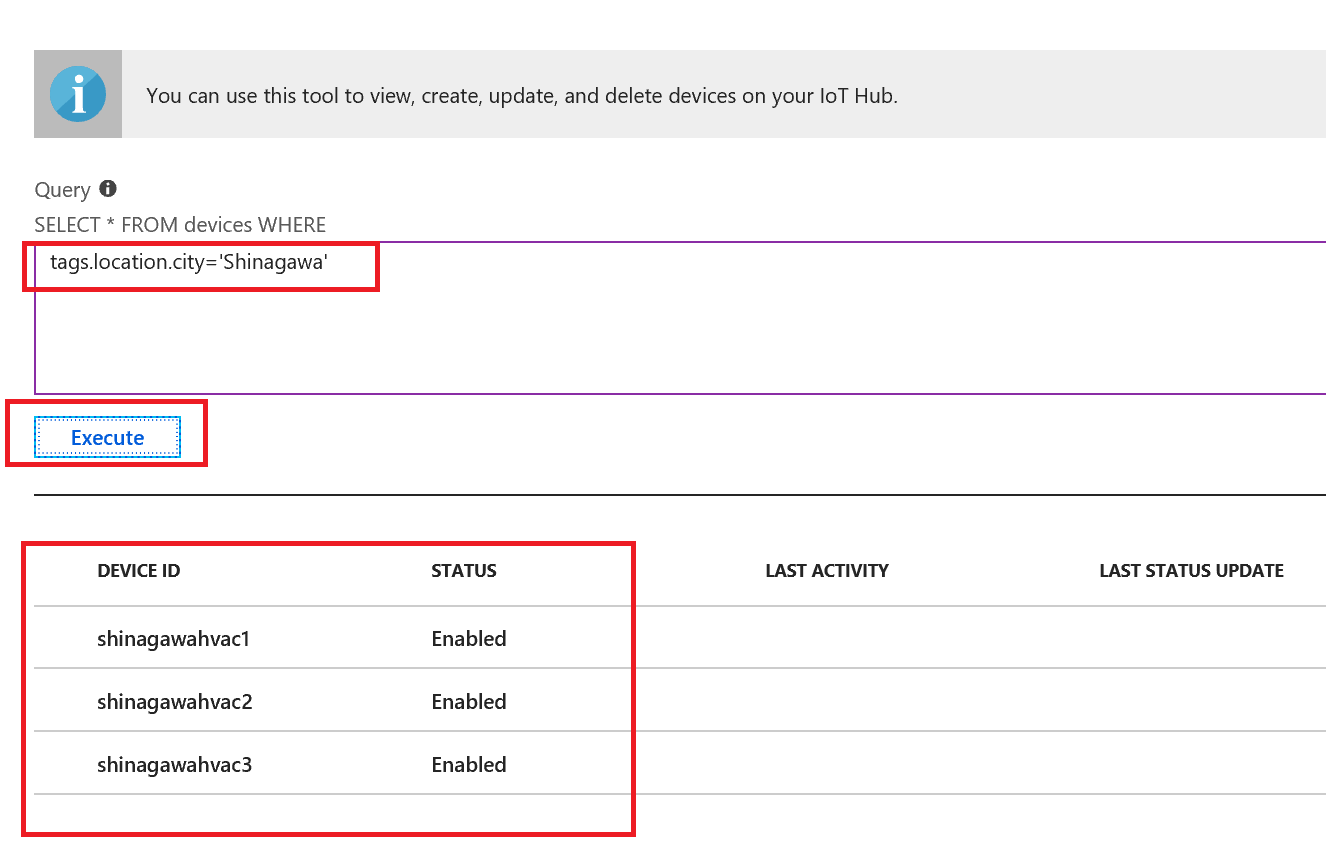 You can use this tool to view, create, update, and delete devices on your IoT Hub.
Query
SELECT * FROM devices WHERE
tags.location.city='Shinagawa'
Execute
DEVICE ID STATUS LAST ACTIVITY LAST STATUS UPDATE
shinagawahvac1 Enabled
shinagawahvac2 Enabled
shinagawahvac3 Enabled